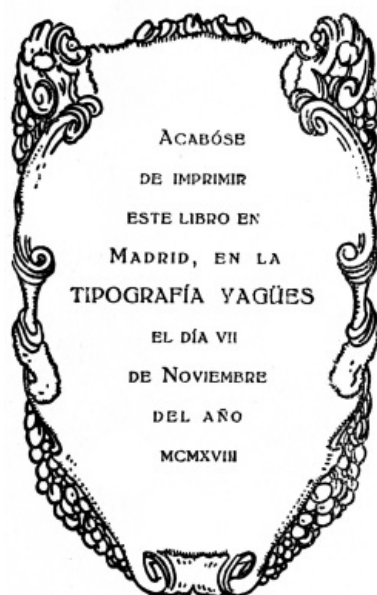 Acabóse
de imprimir
este libro en
Madrid, en la
TIPOGRAFÍA YAGÜES
el día VII
de Noviembre
del año
MCMXVIII